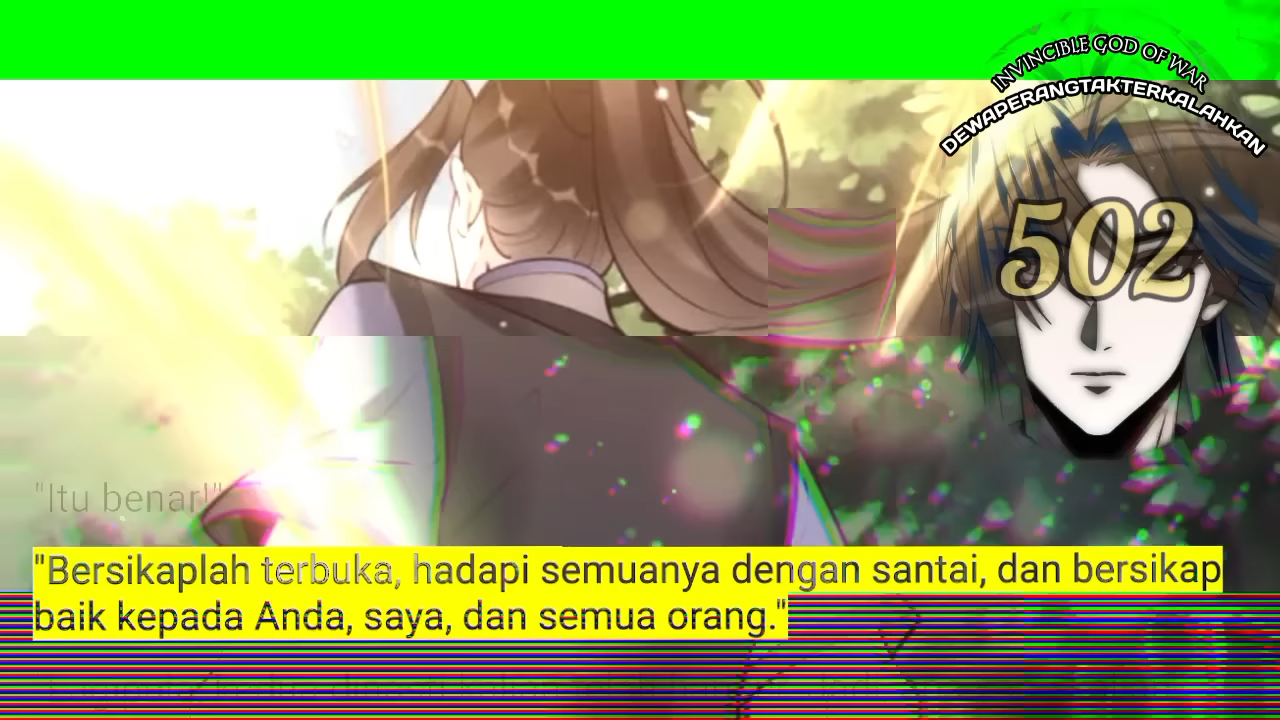 INVINCIBLE GOD OF WAR
DEWAPERANGTAKTERKALAHKAN
502
"Itu benar!"
"Bersikaplah terbuka, hadapi semuanya dengan santai, dan bersikap
baik kepada Anda, saya, dan semua orang."